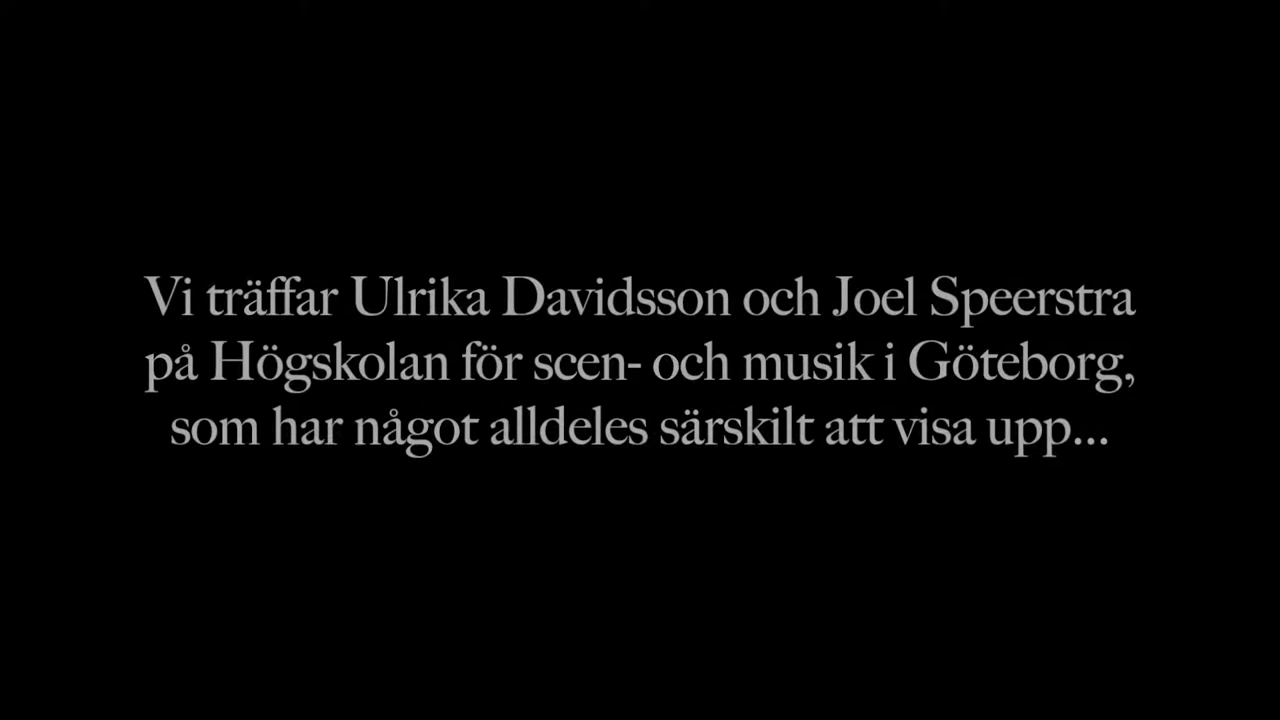 Vi träffar Ulrika Davidsson och Joel Speerstra
på Högskolan för scen- och musik i Göteborg,
som har något alldeles särskilt att visa upp...